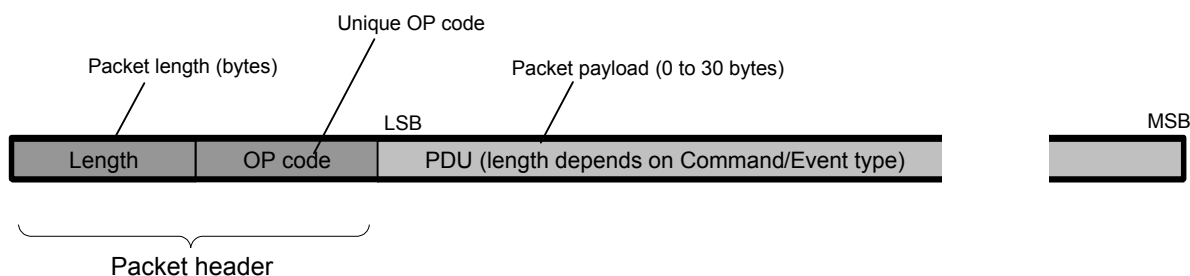 Unique OP code
Packet length (bytes)
Packet payload (0 to 30 bytes)
LSB
MSB
Length
OP code
PDU (length depends on Command/Event type)
Packet header